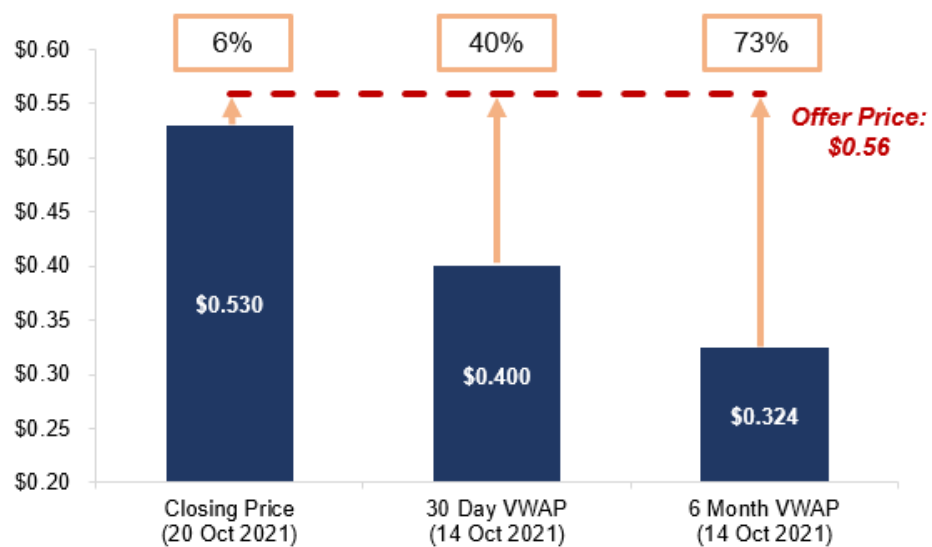 6%
40%
73%
$0.60
$0.55
$0.50
$0.45
$0.40
$0.35
$0.30
$0.25
$0.20
Offer Price:
$0.56
$0.530
$0.400
$0.324
Closing Price
(20 Oct 2021)
30 Day VWAP
(14 Oct 2021)
6 Month VWAP
(14 Oct 2021)